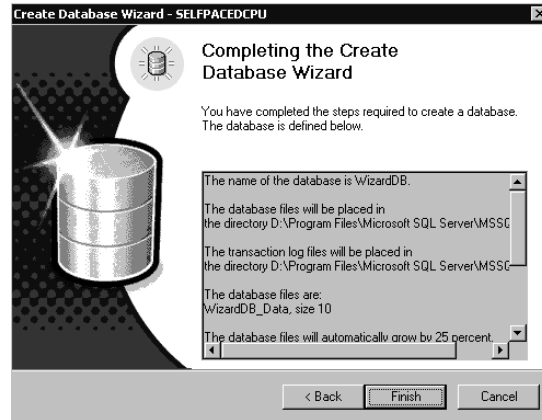 Create Database Wizard - SELFPACEDCPU
Completing the Create
Database Wizard
You have completed the steps required to create a database.
The database is defined below.
The name of the database is WizardDB.
The database files will be placed in
the directory D:\Program Files\Microsoft SQL Server\MSSQ
The transaction log files will be placed in
the directory D:\Program Files\Microsoft SQL Server\MSSQ
The database files are:
WizardDB_Data, size 10
The database files will automatically grow by 25 percent.
< Back
Finish
Cancel